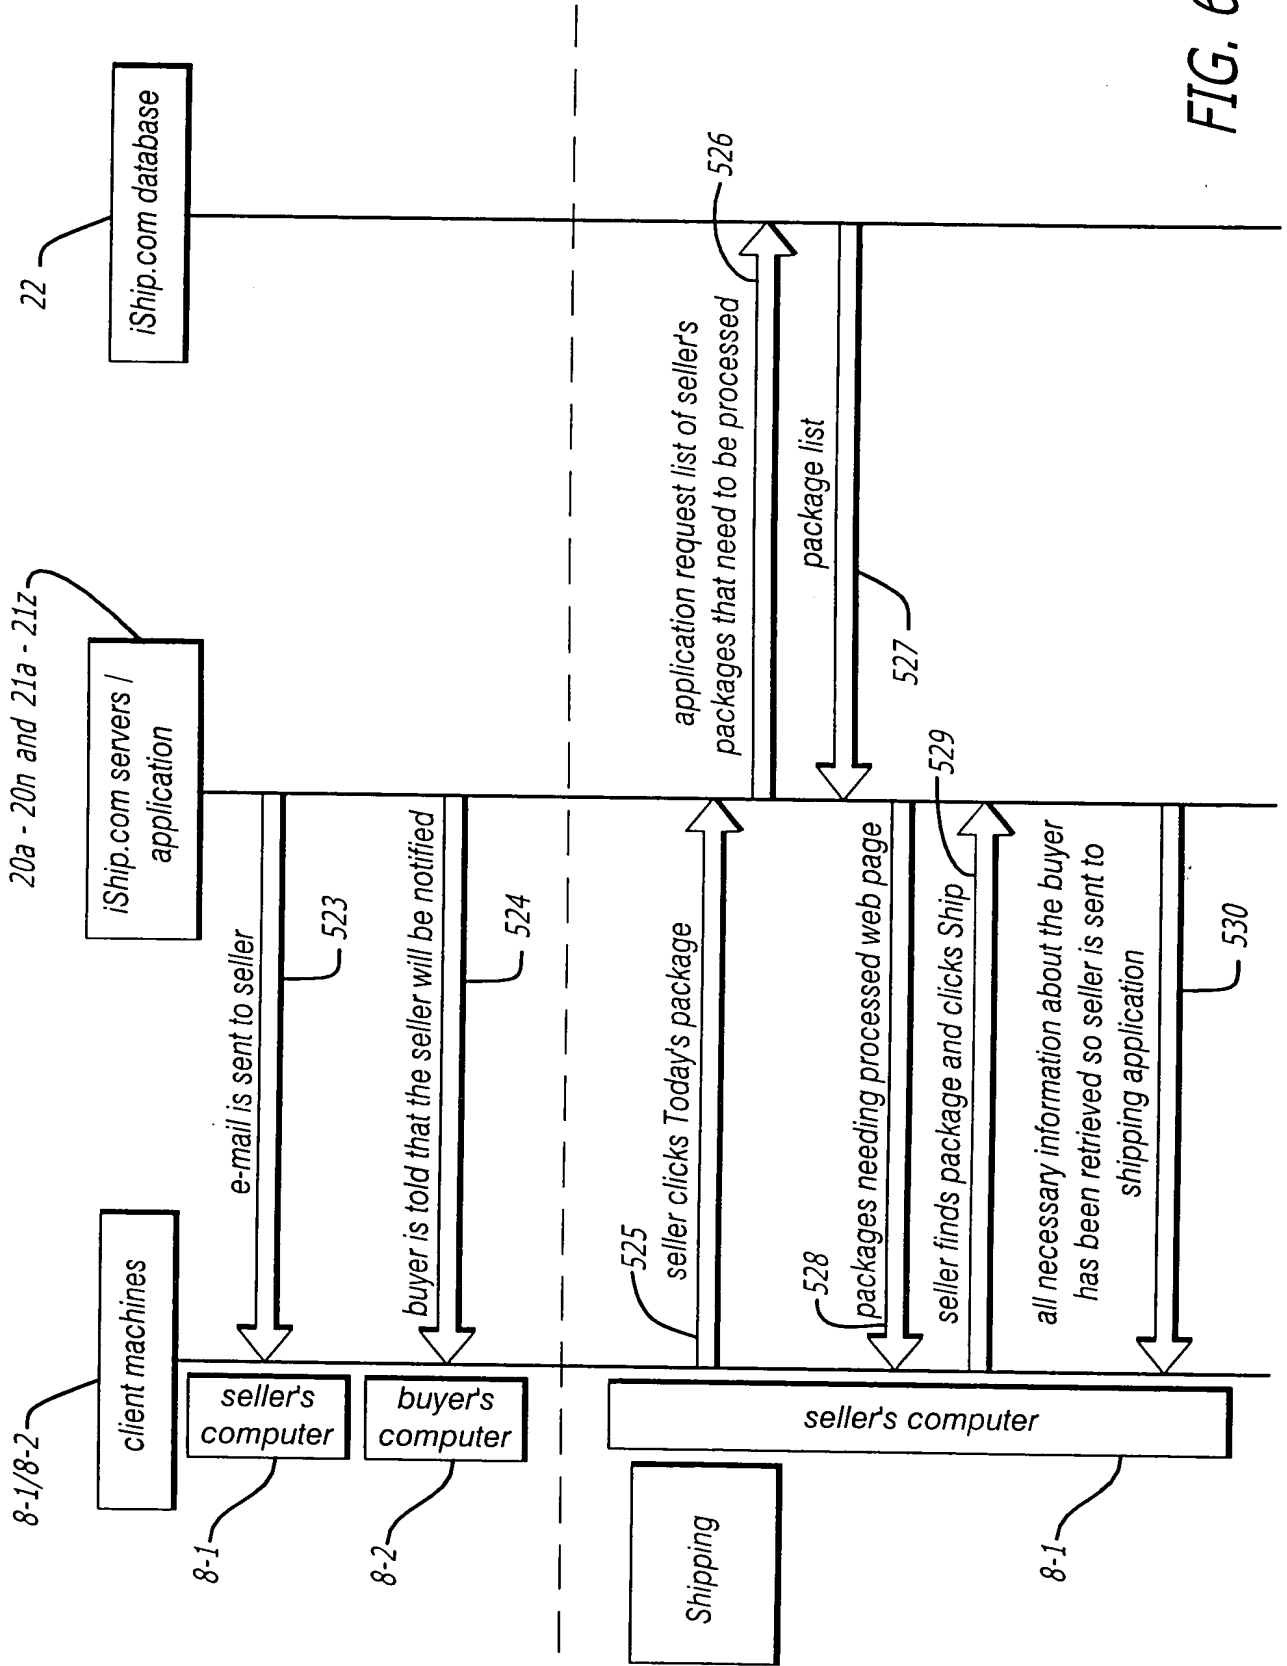 8-1/8-2
20a - 20n and 21a - 21z
22
client machines
iShip.com servers /
application
iShip.com database
8-1
seller's
computer
e-mail is sent to seller
523
8-2
buyer's
computer
buyer is told that the seller will be notified
524
Shipping
seller's computer
8-1
525
seller clicks Today's package
application request list of seller's
packages that need to be processed
526
package list
527
528
packages needing processed web page
seller finds package and clicks Ship
529
all necessary information about the buyer
has been retrieved so seller is sent to
shipping application
530
FIG. 6